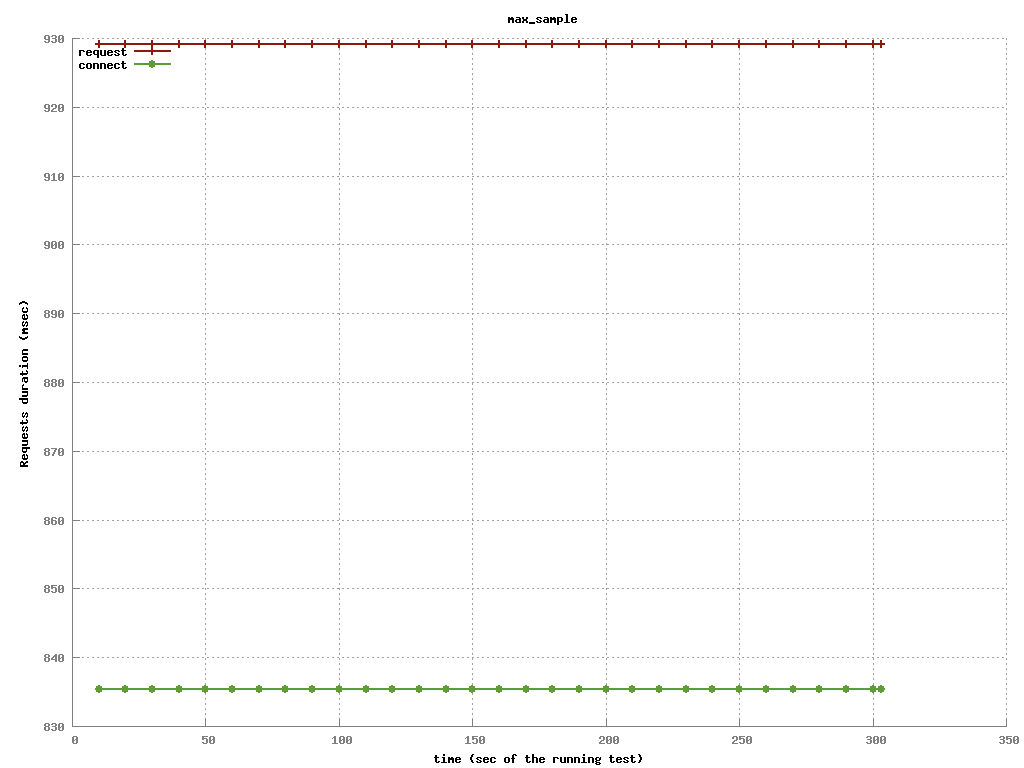 max_sample
930
request
connect
920
910
900
890
880
870
860
850
840
830
Requests duration (msec)
0 50 100 150 200 250 300 350
time (sec of the running test)